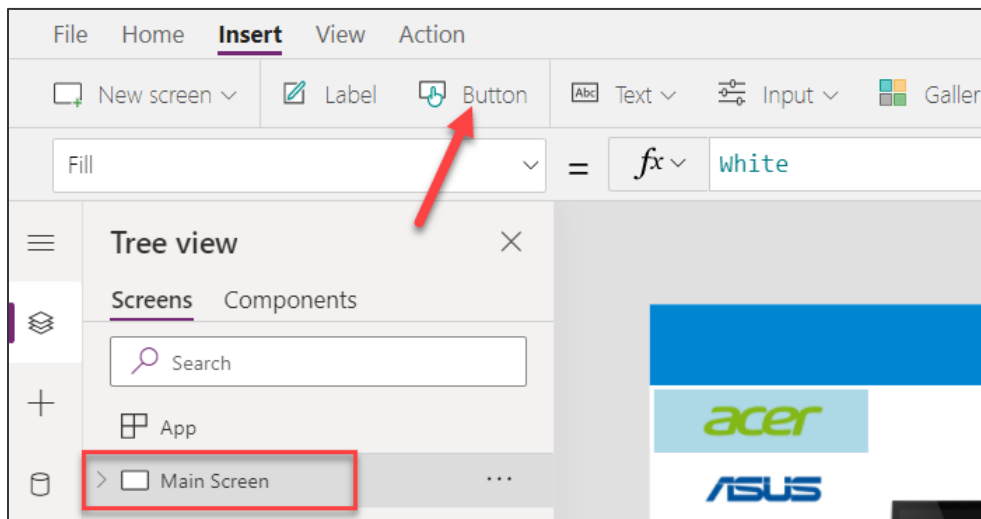 File Home Insert View Action
New screen Label Button Abc Text Input Galler
Fill = fx White
Tree view
Screens Components
Search
App
Main Screen ...
acer
ASUS